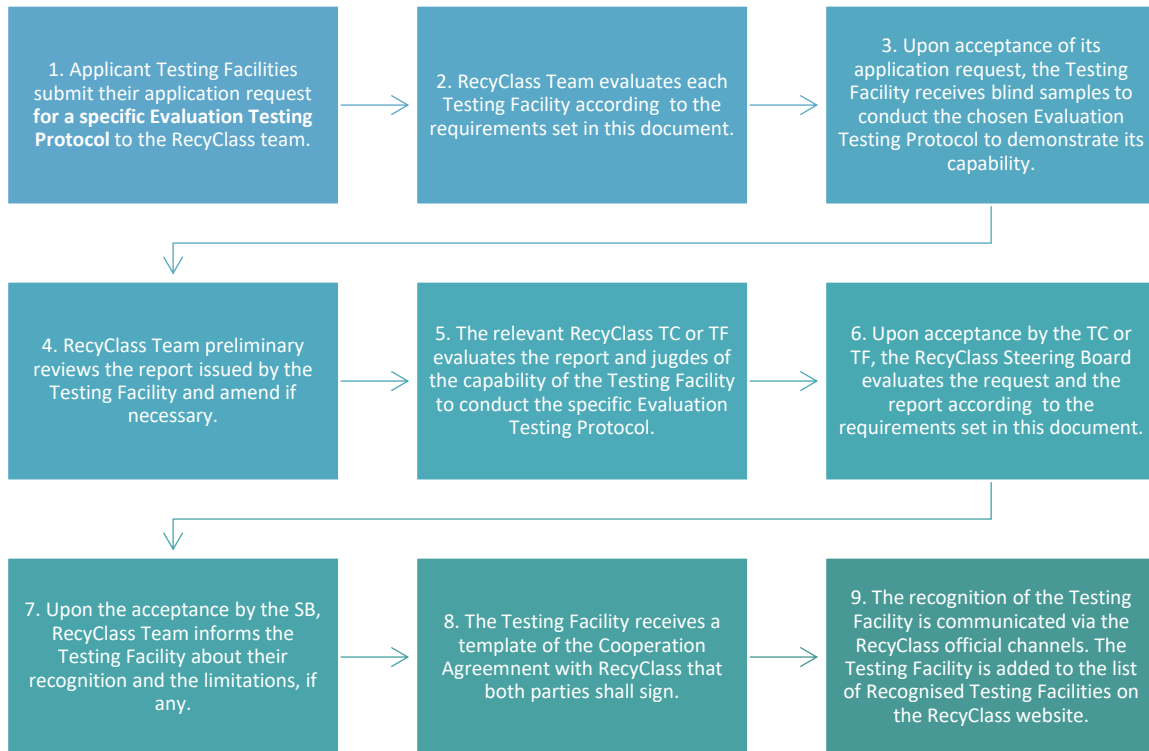 1. Applicant Testing Facilities
submit their application request
for a specific Evaluation Testing
Protocol to the RecyClass team.
2. RecyClass Team evaluates each
Testing Facility according  to the
requirements set in this document.
3. Upon acceptance of its
application request, the Testing
Facility receives blind samples to
conduct the chosen Evaluation
Testing Protocol to demonstrate its
capability.
4. RecyClass Team preliminary
reviews the report issued by the
Testing Facility and amend if
necessary.
5. The relevant RecyClass TC or TF
evaluates the report and jugdes of
the capability of the Testing Facility
to conduct the specific Evaluation
Testing Protocol.
6. Upon acceptance by the TC or
TF, the RecyClass Steering Board
evaluates the request and the
report according  to the
requirements set in this document.
7. Upon the acceptance by the SB,
RecyClass Team informs the
Testing Facility about their
recognition and the limitations, if
any.
8. The Testing Facility receives a
template of the Cooperation
Agreemnent with RecyClass that
both parties shall sign.
9. The recognition of the Testing
Facility is communicated via the
RecyClass official channels. The
Testing Facility is added to the list
of Recognised Testing Facilities on
the RecyClass website.